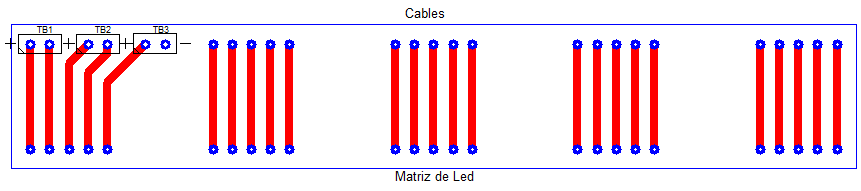 Cables
TB1 TB2 TB3
+ + + -
Matriz de Led